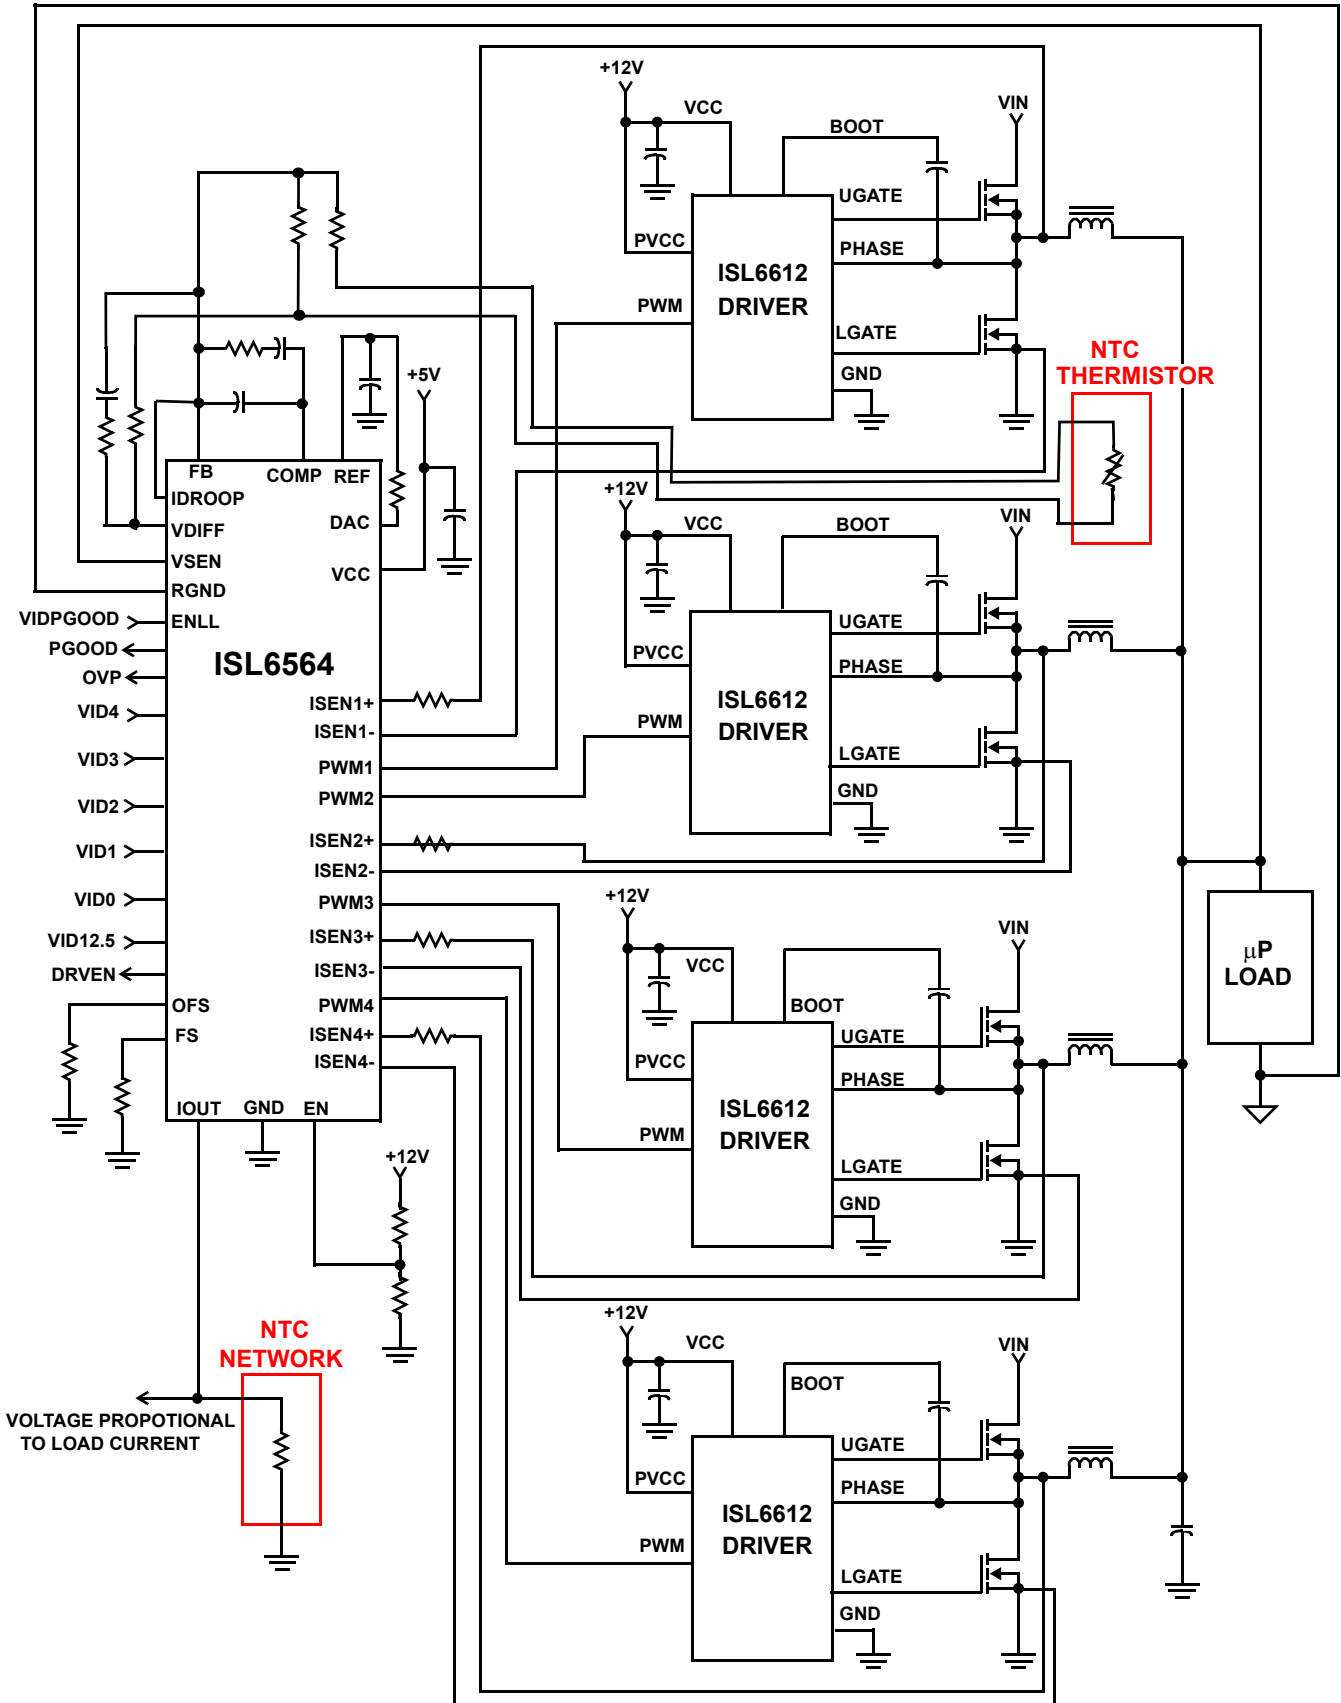 +12V
VCC
BOOT
VIN
UGATE
PVCC
PHASE
ISL6612
DRIVER
PWM
LGATE
GND
NTC
THERMISTOR
+5V
FB
COMP
REF
IDROOP
DAC
VDIFF
VSEN
VCC
RGND
VIDPGOOD
ENLL
PGOOD
OVP
ISL6564
VID4
ISEN1+
ISEN1-
VID3
PWM1
PWM2
VID2
ISEN2+
VID1
ISEN2-
VID0
PWM3
VID12.5
ISEN3+
DRVEN
ISEN3-
OFS
PWM4
FS
ISEN4+
ISEN4-
IOUT
GND
EN
+12V
+12V
VCC
BOOT
VIN
UGATE
PVCC
PHASE
ISL6612
DRIVER
PWM
LGATE
GND
+12V
VCC
BOOT
VIN
UGATE
PVCC
PHASE
ISL6612
DRIVER
PWM
LGATE
GND
μP
LOAD
NTC
NETWORK
VOLTAGE PROPOTIONAL
TO LOAD CURRENT
+12V
VCC
BOOT
VIN
UGATE
PVCC
PHASE
ISL6612
DRIVER
PWM
LGATE
GND